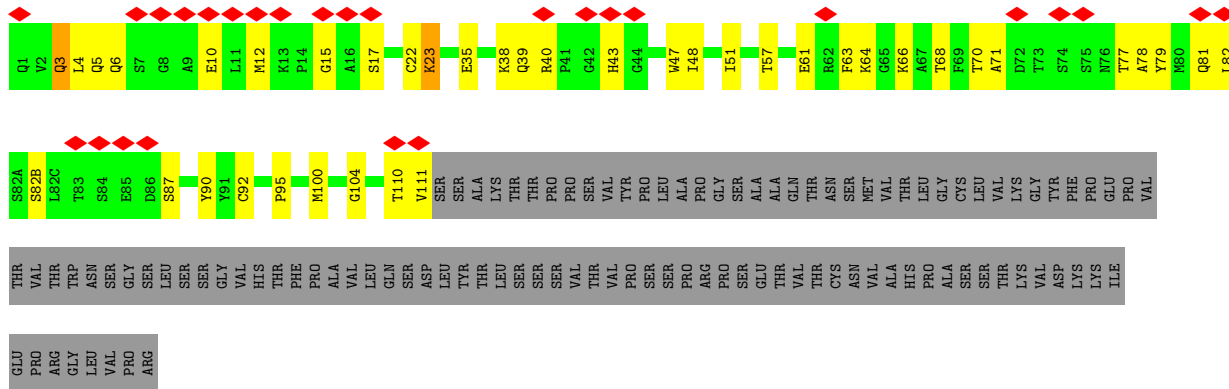 Q1 V2 Q3 L4 Q5 Q6 S7 G8 A9 E10 L11 M12 K13 P14 G15 A16 S17 C22 K23 E35 K38 Q39 R40 P41 G42 H43 G44 W47 I48 I51 T57 E61 R62 F63 K64 G65 K66 A67 T68 F69 T70 A71 D72 T73 S74 S75 N76 T77 A78 Y79 M80 Q81 L82
S82A S82B L82C T83 S84 E85 D86 S87 Y90 Y91 C92 P95 M100 G104 T110 V111 SER SER ALA LYS THR THR PRO PRO SER VAL TYR PRO LEU ALA PRO GLY SER ALA ALA GLN THR ASN SER MET VAL THR LEU GLY CYS LEU VAL LYS GLY TYR PHE PRO GLU PRO VAL
THR VAL THR TRP ASN SER GLY SER LEU SER SER GLY VAL HIS THR PHE PRO ALA VAL LEU GLN SER ASP LEU TYR THR LEU SER SER SER VAL THR VAL PRO SER SER PRO ARG PRO SER GLU THR VAL THR CYS ASN VAL ALA HIS PRO ALA SER SER THR LYS VAL ASP LYS LYS ILE
GLU PRO ARG GLY LEU VAL PRO ARG